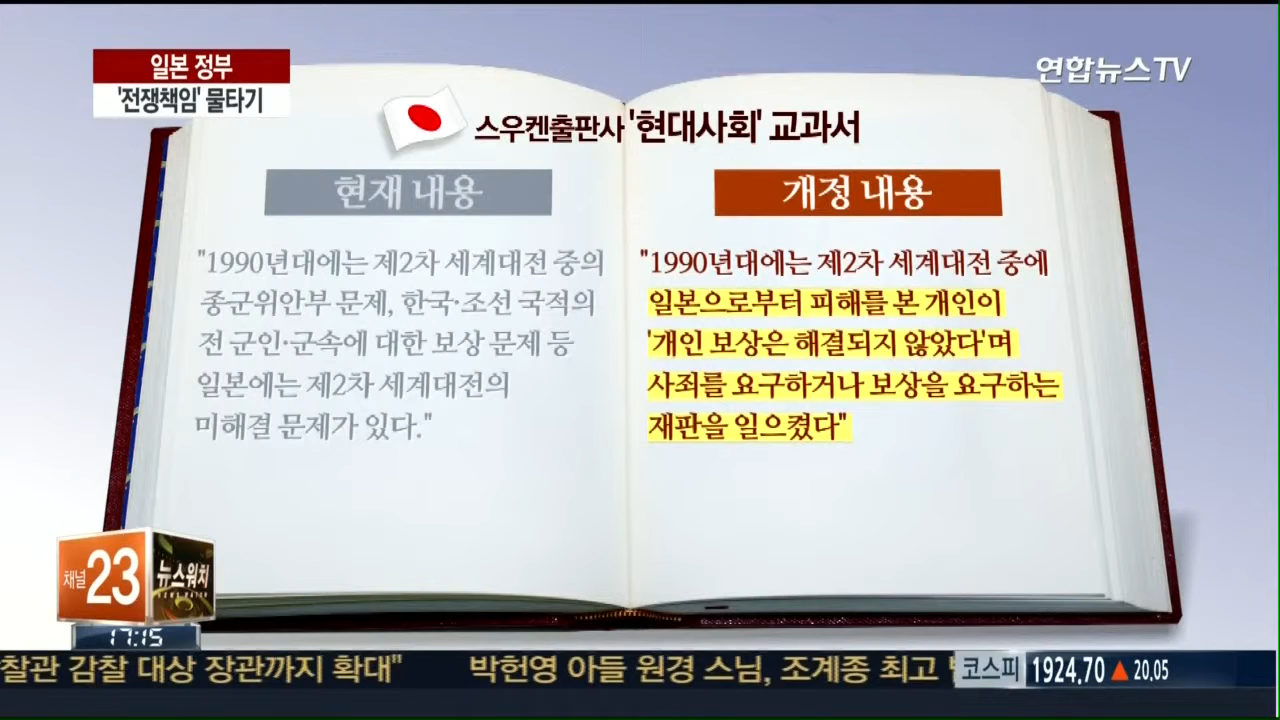 일본 정부
'전쟁책임' 물타기
연합뉴스TV
스우켄출판사 '현대사회' 교과서
현재 내용
"1990년대에는 제2차 세계대전 중의
종군위안부 문제, 한국·조선 국적의
전 군인·군속에 대한 보상 문제 등
일본에는 제2차 세계대전의
미해결 문제가 있다."
개정 내용
"1990년대에는 제2차 세계대전 중에
일본으로부터 피해를 본 개인이
'개인 보상은 해결되지 않았다'며
사죄를 요구하거나 보상을 요구하는
재판을 일으켰다"
채널 23
뉴스워치
NEWS WATCH
17:15
찰관 감찰 대상 장관까지 확대" 박헌영 아들 원경 스님, 조계종 최고
코스피 1924.70 ▲ 20.05